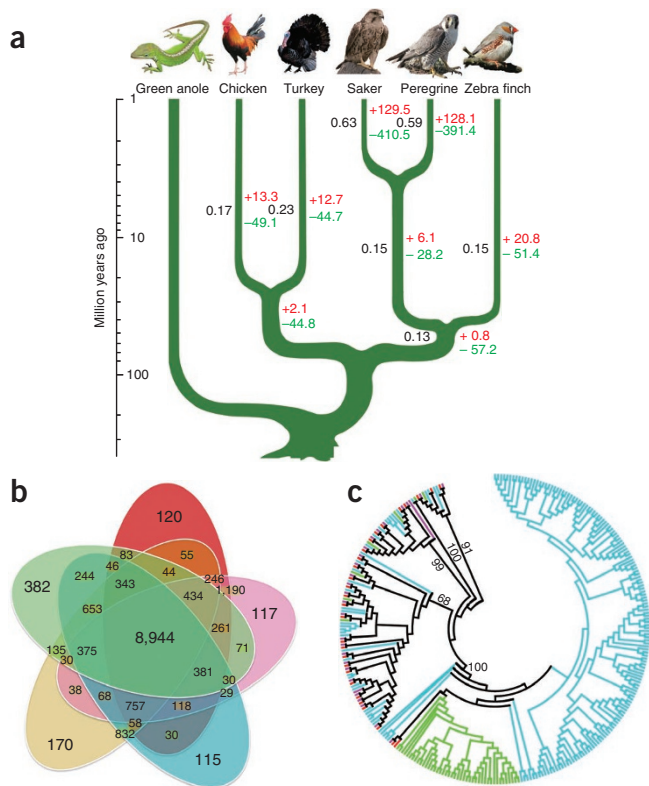 a
Green anole Chicken Turkey Saker Peregrine Zebra finch
1
+129.5 +128.1
0.63 0.59
–410.5 –391.4
+13.3 +12.7
0.17 0.23
–49.1 –44.7
10
+ 6.1 + 20.8
0.15 0.15
– 28.2 – 51.4
+2.1
–44.8
0.13 + 0.8
– 57.2
100
Million years ago
b
120
83 55
46 44 246
244 343 1,190
382 434 117
653 261
8,944 71
135 375
30 381 30
38 68 29
757 118
58
832 30
170 115
c
91
100
99
68
100